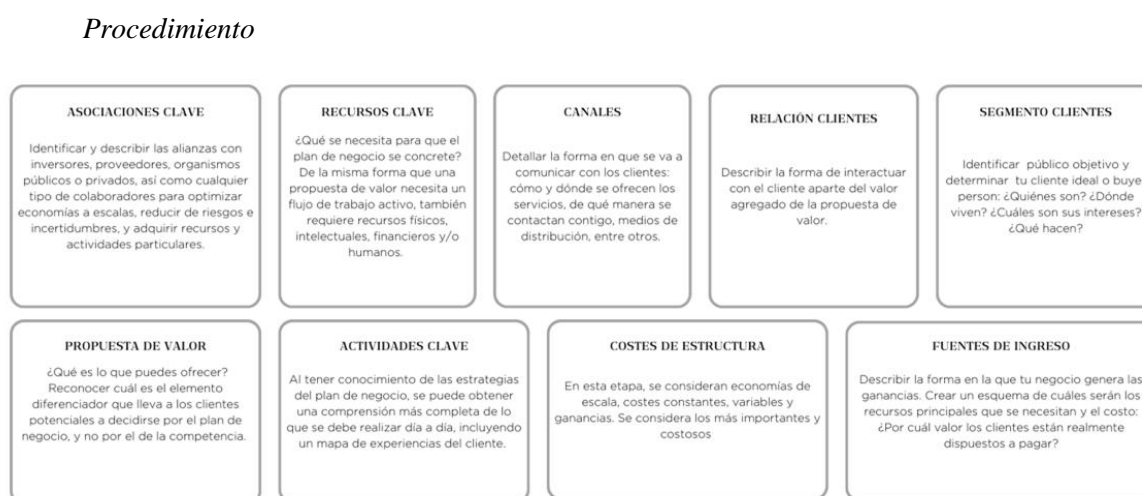 Procedimiento
ASOCIACIONES CLAVE
Identificar y describir las alianzas con
inversores, proveedores, organismos
públicos o privados, así como cualquier
tipo de colaboradores para optimizar
economías a escalas, reducir de riesgos e
incertidumbres, y adquirir recursos y
actividades particulares.
RECURSOS CLAVE
¿Qué se necesita para que el
plan de negocio se concrete?
De la misma forma que una
propuesta de valor necesita un
flujo de trabajo activo, también
requiere recursos físicos,
intelectuales, financieros y/o
humanos.
CANALES
Detallar la forma en que se va a
comunicar con los clientes:
cómo y dónde se ofrecen los
servicios, de qué manera se
contactan contigo, medios de
distribución, entre otros.
RELACIÓN CLIENTES
Describir la forma de interactuar
con el cliente aparte del valor
agregado de la propuesta de
valor.
SEGMENTO CLIENTES
Identificar público objetivo y
determinar tu cliente ideal o buye
person: ¿Quiénes son? ¿Dónde
viven? ¿Cuáles son sus intereses?
¿Qué hacen?
PROPUESTA DE VALOR
¿Qué es lo que puedes ofrecer?
Reconocer cuál es el elemento
diferenciador que lleva a los clientes
potenciales a decidirse por el plan de
negocio, y no por el de la competencia.
ACTIVIDADES CLAVE
Al tener conocimiento de las estrategias
del plan de negocio, se puede obtener
una comprensión más completa de lo
que se debe realizar día a día, incluyendo
un mapa de experiencias del cliente.
COSTES DE ESTRUCTURA
En esta etapa, se consideran economías de
escala, costes constantes, variables y
ganancias. Se considera los más importantes y
costosos
FUENTES DE INGRESO
Describir la forma en la que tu negocio genera las
ganancias. Crear un esquema de cuáles serán los
recursos principales que se necesitan y el costo:
¿Por cuál valor los clientes están realmente
dispuestos a pagar?